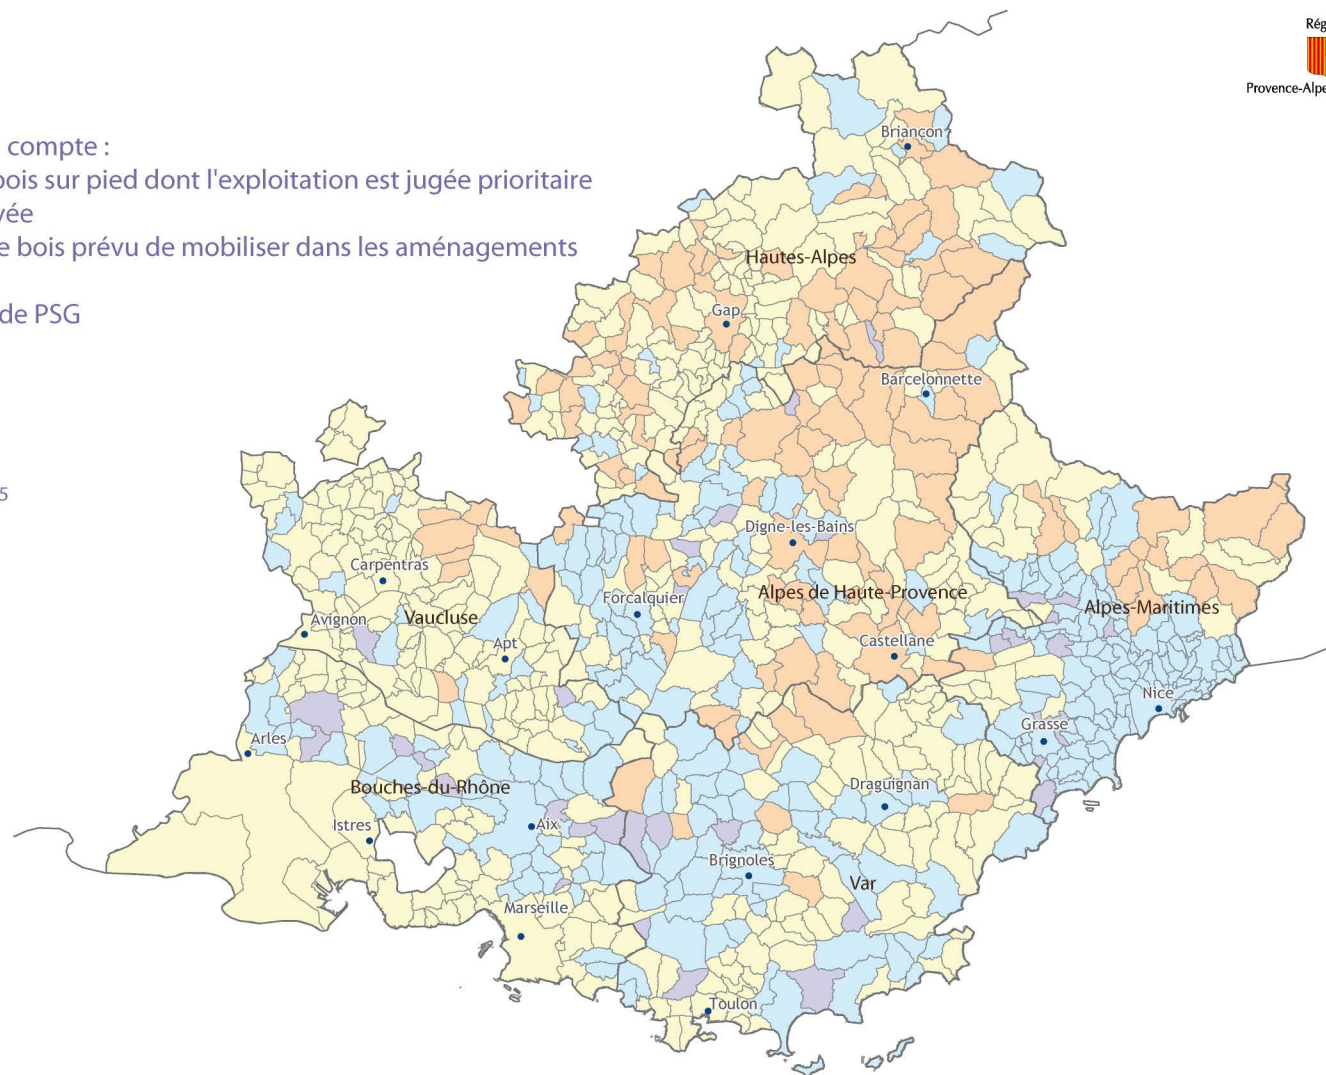 Rég
Provence-Alpe
compte :
bois sur pied dont l'exploitation est jugée prioritaire
vée
e bois prévu de mobiliser dans les aménagements
de PSG
5
Briançon
Hautes-Alpes
Gap
Barcelonnette
Digne-les-Bains
Carpentras
Forcalquier
Alpes de Haute-Provence
Alpes-Maritimes
Vaucluse
Avignon
Apt
Castellane
Nice
Grasse
Arles
Bouches-du-Rhône
Draguignan
Istres
Aix
Brignoles
Var
Marseille
Toulon